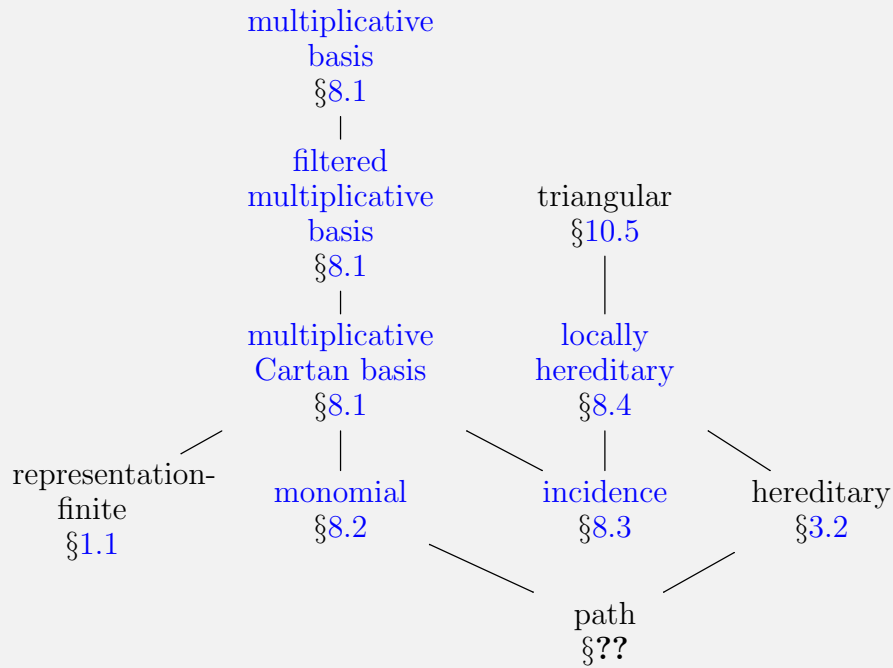 multiplicative
basis
§8.1
filtered
multiplicative
basis
§8.1
triangular
§10.5
multiplicative
Cartan basis
§8.1
locally
hereditary
§8.4
representation-
finite
§1.1
monomial
§8.2
incidence
§8.3
hereditary
§3.2
path
§??